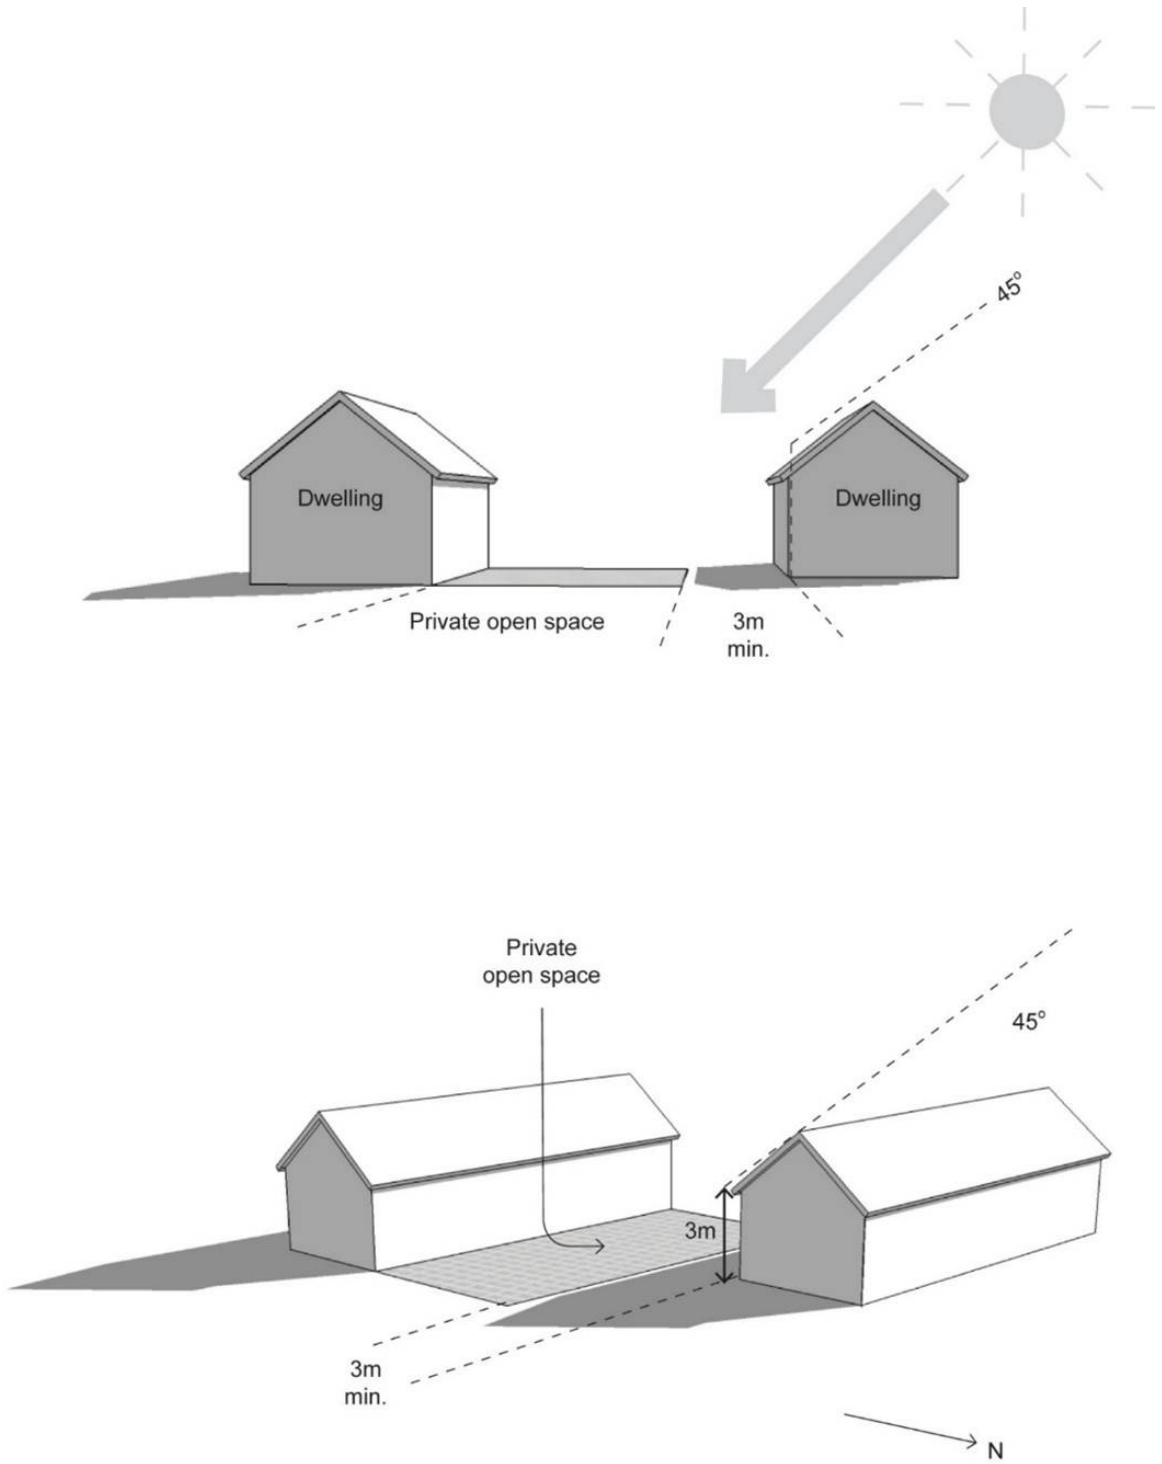 45°
Dwelling
Dwelling
Private open space
3m
min.
Private
open space
45°
3m
3m
min.
N